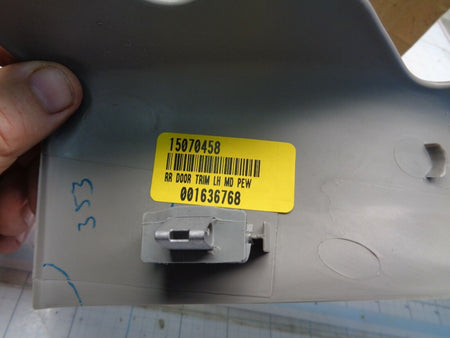 15070458
RR DOOR TRIM LH MD PEW
001636768
353